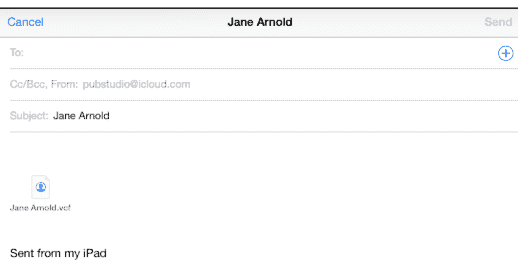 Cancel Jane Arnold Send
To:
Cc/Bcc, From: pubstudio@icloud.com
Subject: Jane Arnold
Jane Arnold.vcf
Sent from my iPad